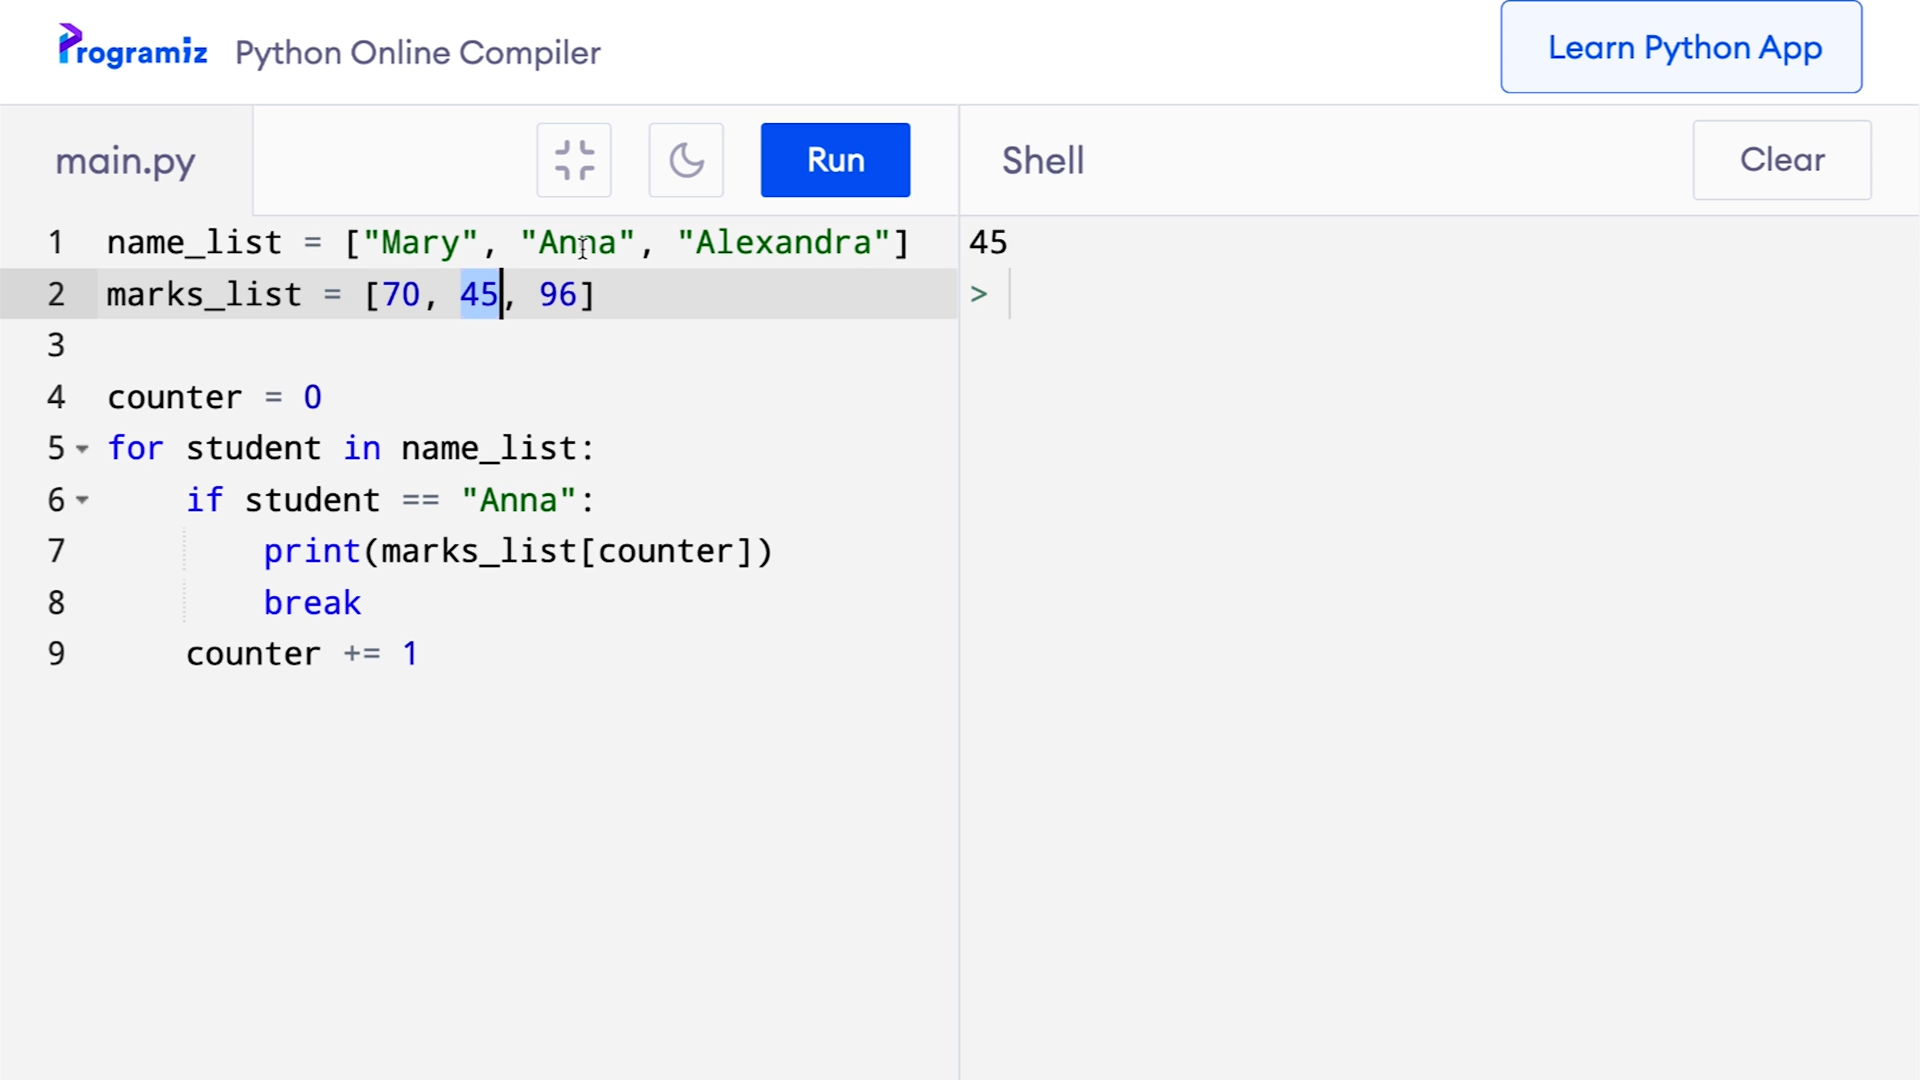 Programiz Python Online Compiler
Learn Python App
main.py
Run
Shell
Clear
1 name_list = ["Mary", "Anna", "Alexandra"]
2 marks_list = [70, 45, 96]
3
4 counter = 0
5 for student in name_list:
6     if student == "Anna":
7         print(marks_list[counter])
8         break
9     counter += 1
45
>